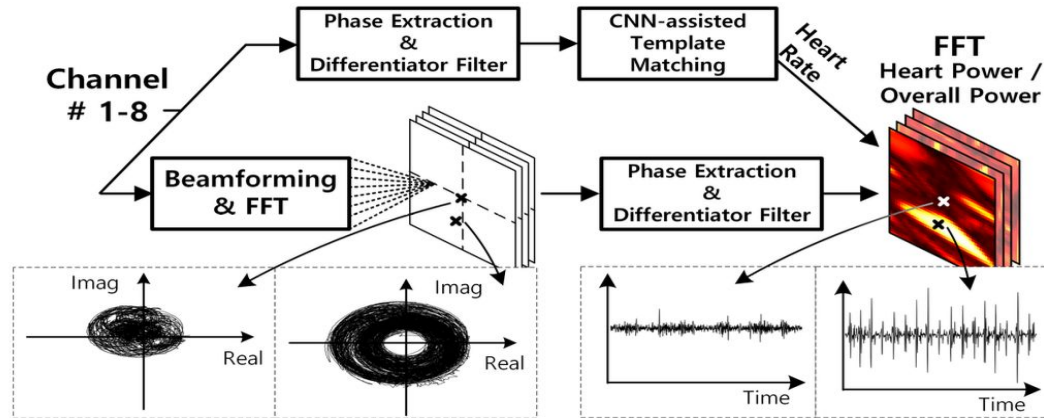 Phase Extraction
&
Differentiator Filter
CNN-assisted
Template
Matching
Heart
Rate
FFT
Heart Power /
Overall Power
Channel
# 1-8
Beamforming
& FFT
Phase Extraction
&
Differentiator Filter
Imag
Real
Imag
Real
Time
Time